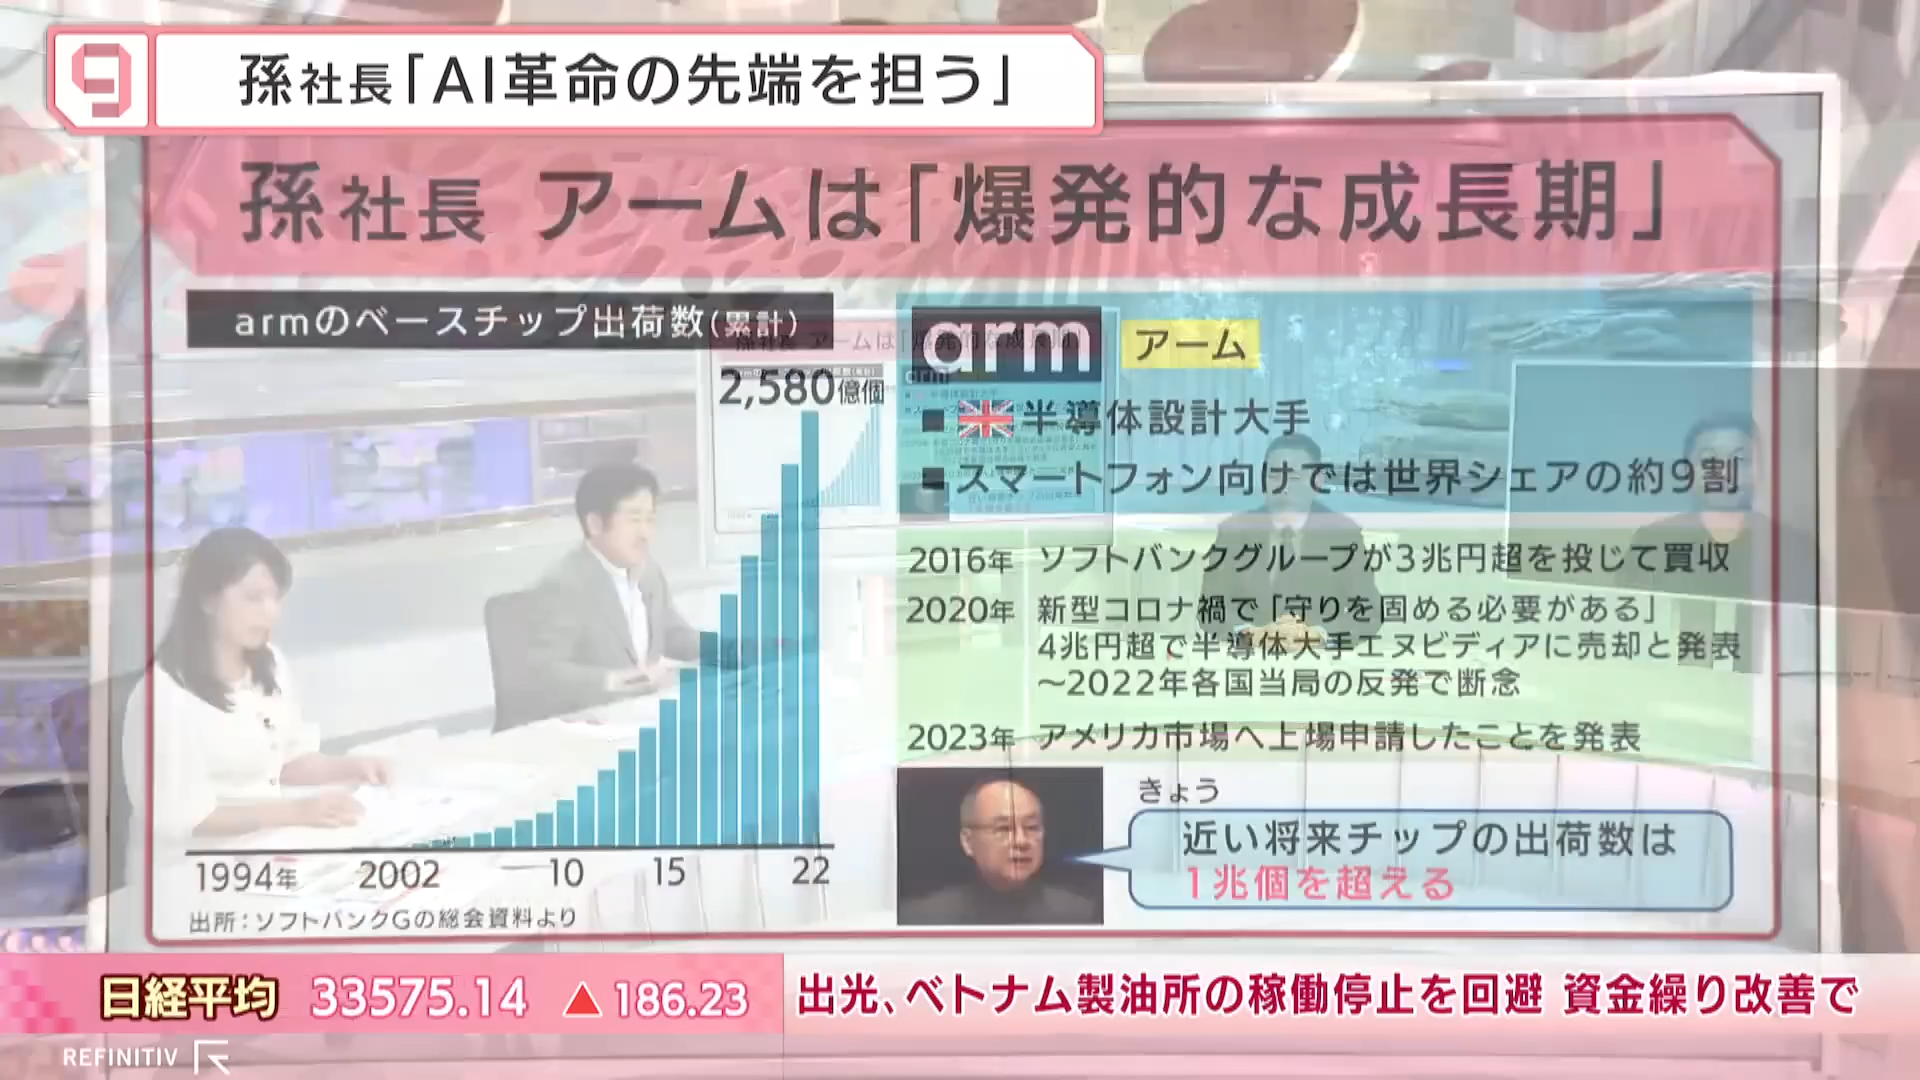 9
孫社長「AI革命の先端を担う」
孫社長 アームは「爆発的な成長期」
armのベースチップ出荷数(累計)
2,580億個
1994年 2002 10 15 22
出所:ソフトバンクGの総会資料より
arm アーム
■半導体設計大手
■スマートフォン向けでは世界シェアの約9割
2016年 ソフトバンクグループが3兆円超を投じて買収
2020年 新型コロナ禍で「守りを固める必要がある」
4兆円超で半導体大手エヌビディアに売却と発表
〜2022年各国当局の反発で断念
2023年 アメリカ市場へ上場申請したことを発表
きょう
近い将来チップの出荷数は
1兆個を超える
日経平均 33575.14 ▲186.23
出光、ベトナム製油所の稼働停止を回避 資金繰り改善で
REFINITIV